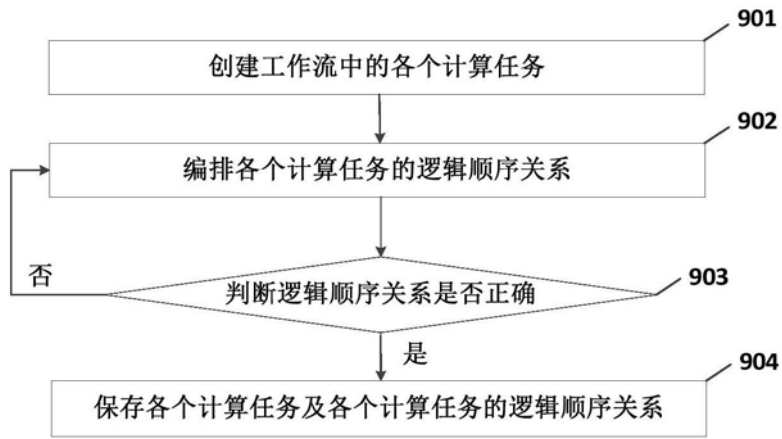 901
创建工作流中的各个计算任务
902
编排各个计算任务的逻辑顺序关系
否
判断逻辑顺序关系是否正确
903
是
904
保存各个计算任务及各个计算任务的逻辑顺序关系